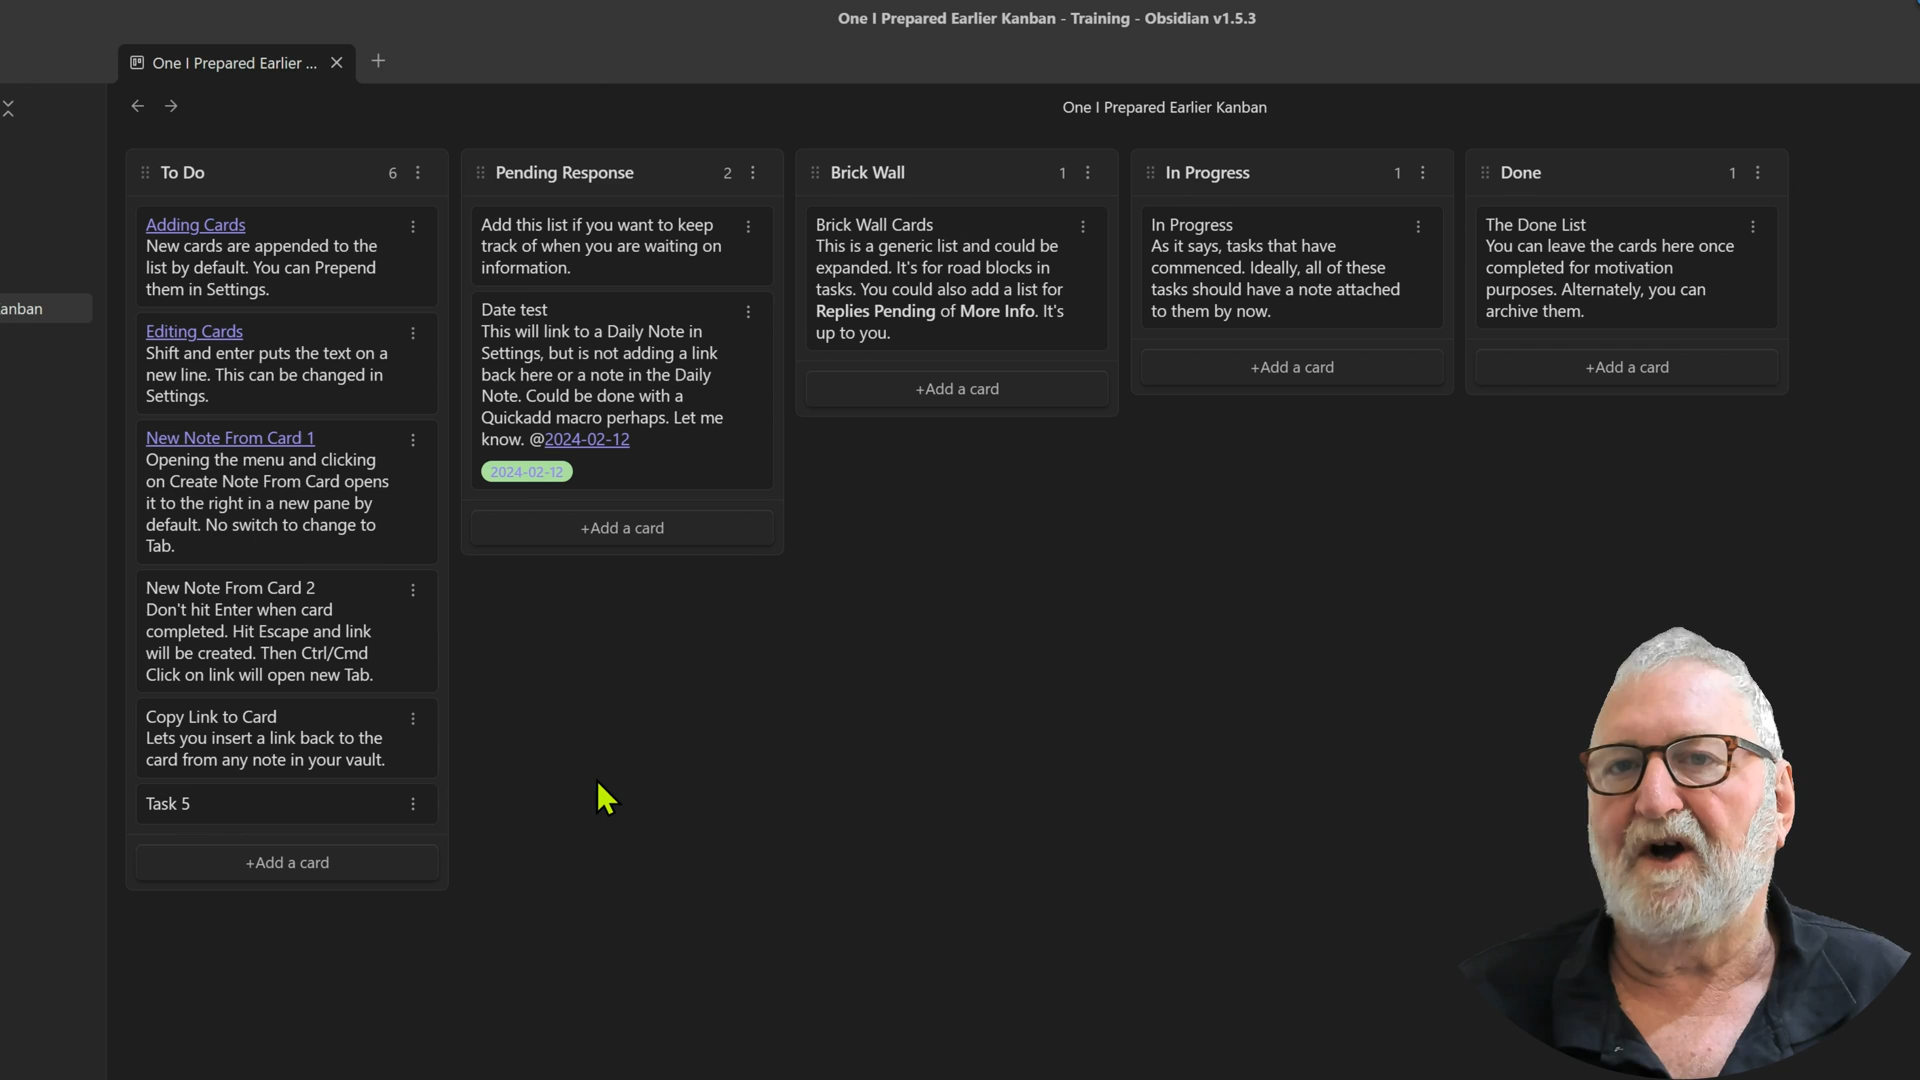 One I Prepared Earlier Kanban - Training - Obsidian v1.5.3
One I Prepared Earlier ...
One I Prepared Earlier Kanban
anban
To Do 6
Adding Cards
New cards are appended to the
list by default. You can Prepend
them in Settings.
Editing Cards
Shift and enter puts the text on a
new line. This can be changed in
Settings.
New Note From Card 1
Opening the menu and clicking
on Create Note From Card opens
it to the right in a new pane by
default. No switch to change to
Tab.
New Note From Card 2
Don't hit Enter when card
completed. Hit Escape and link
will be created. Then Ctrl/Cmd
Click on link will open new Tab.
Copy Link to Card
Lets you insert a link back to the
card from any note in your vault.
Task 5
+Add a card
Pending Response 2
Add this list if you want to keep
track of when you are waiting on
information.
Date test
This will link to a Daily Note in
Settings, but is not adding a link
back here or a note in the Daily
Note. Could be done with a
Quickadd macro perhaps. Let me
know. @2024-02-12
2024-02-12
+Add a card
Brick Wall 1
Brick Wall Cards
This is a generic list and could be
expanded. It's for road blocks in
tasks. You could also add a list for
Replies Pending of More Info. It's
up to you.
+Add a card
In Progress 1
In Progress
As it says, tasks that have
commenced. Ideally, all of these
tasks should have a note attached
to them by now.
+Add a card
Done 1
The Done List
You can leave the cards here once
completed for motivation
purposes. Alternately, you can
archive them.
+Add a card